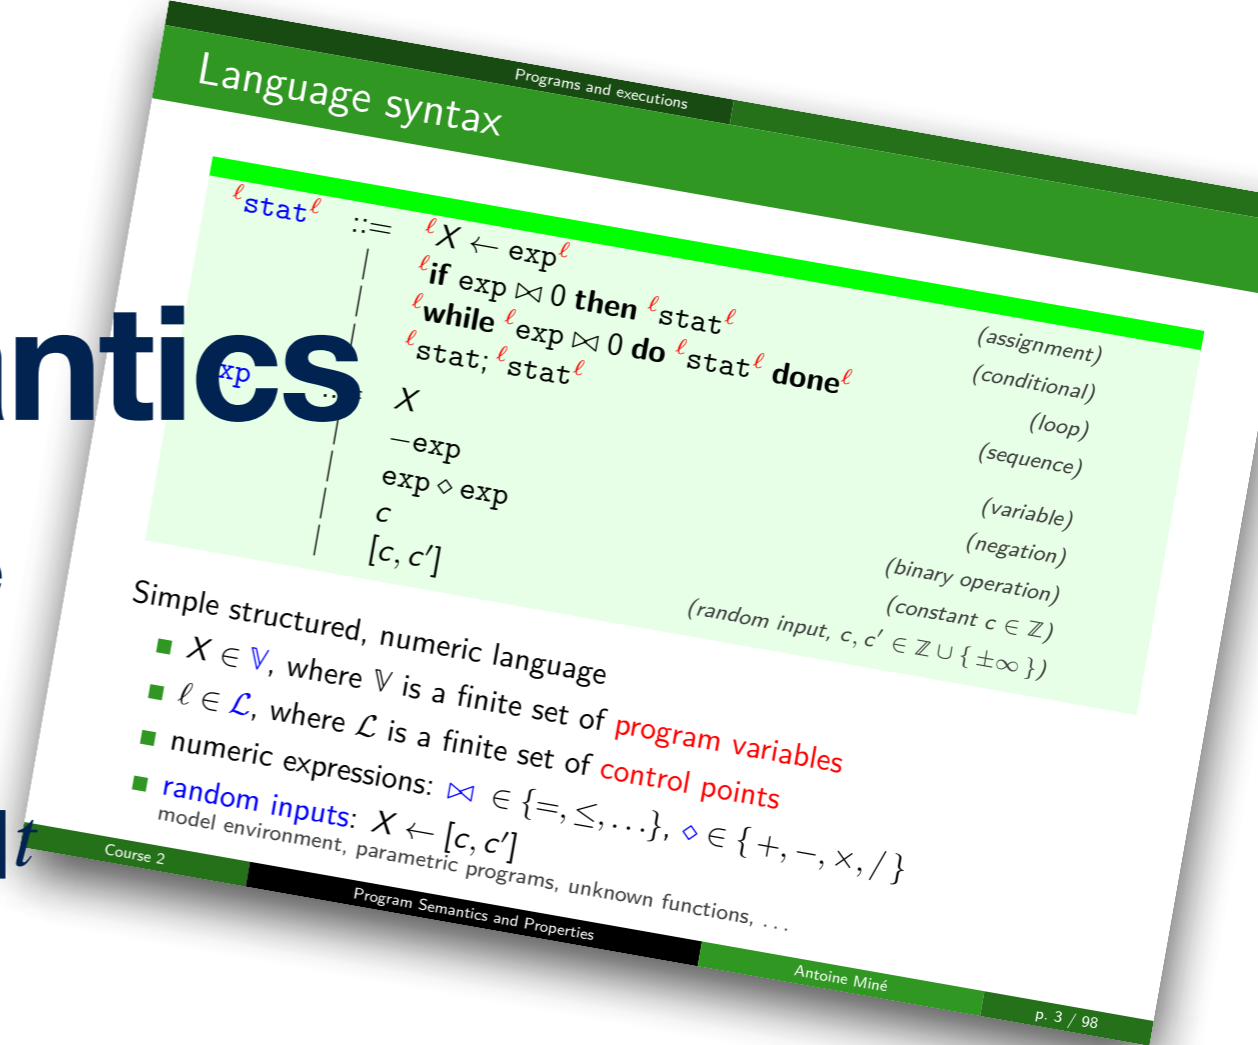 Programs and executions
Language syntax
ℓstatℓ ::= ℓX ← expℓ (assignment)
| ℓif exp ⋈ 0 then ℓstatℓ (conditional)
| ℓwhile ℓexp ⋈ 0 do ℓstatℓ doneℓ (loop)
| ℓstat; ℓstatℓ (sequence)
xp ::= X (variable)
| −exp (negation)
| exp ⋄ exp (binary operation)
| c (constant c ∈ ℤ)
| [c, c′] (random input, c, c′ ∈ ℤ ∪ { ±∞ })
antics
Simple structured, numeric language
■ X ∈ 𝕍, where 𝕍 is a finite set of program variables
■ ℓ ∈ ℒ, where ℒ is a finite set of control points
■ numeric expressions: ⋈ ∈ {=, ≤, ...}, ⋄ ∈ { +, −, ×, / }
■ random inputs: X ← [c, c′]
model environment, parametric programs, unknown functions, ...
t
Course 2
Program Semantics and Properties
Antoine Miné
p. 3 / 98